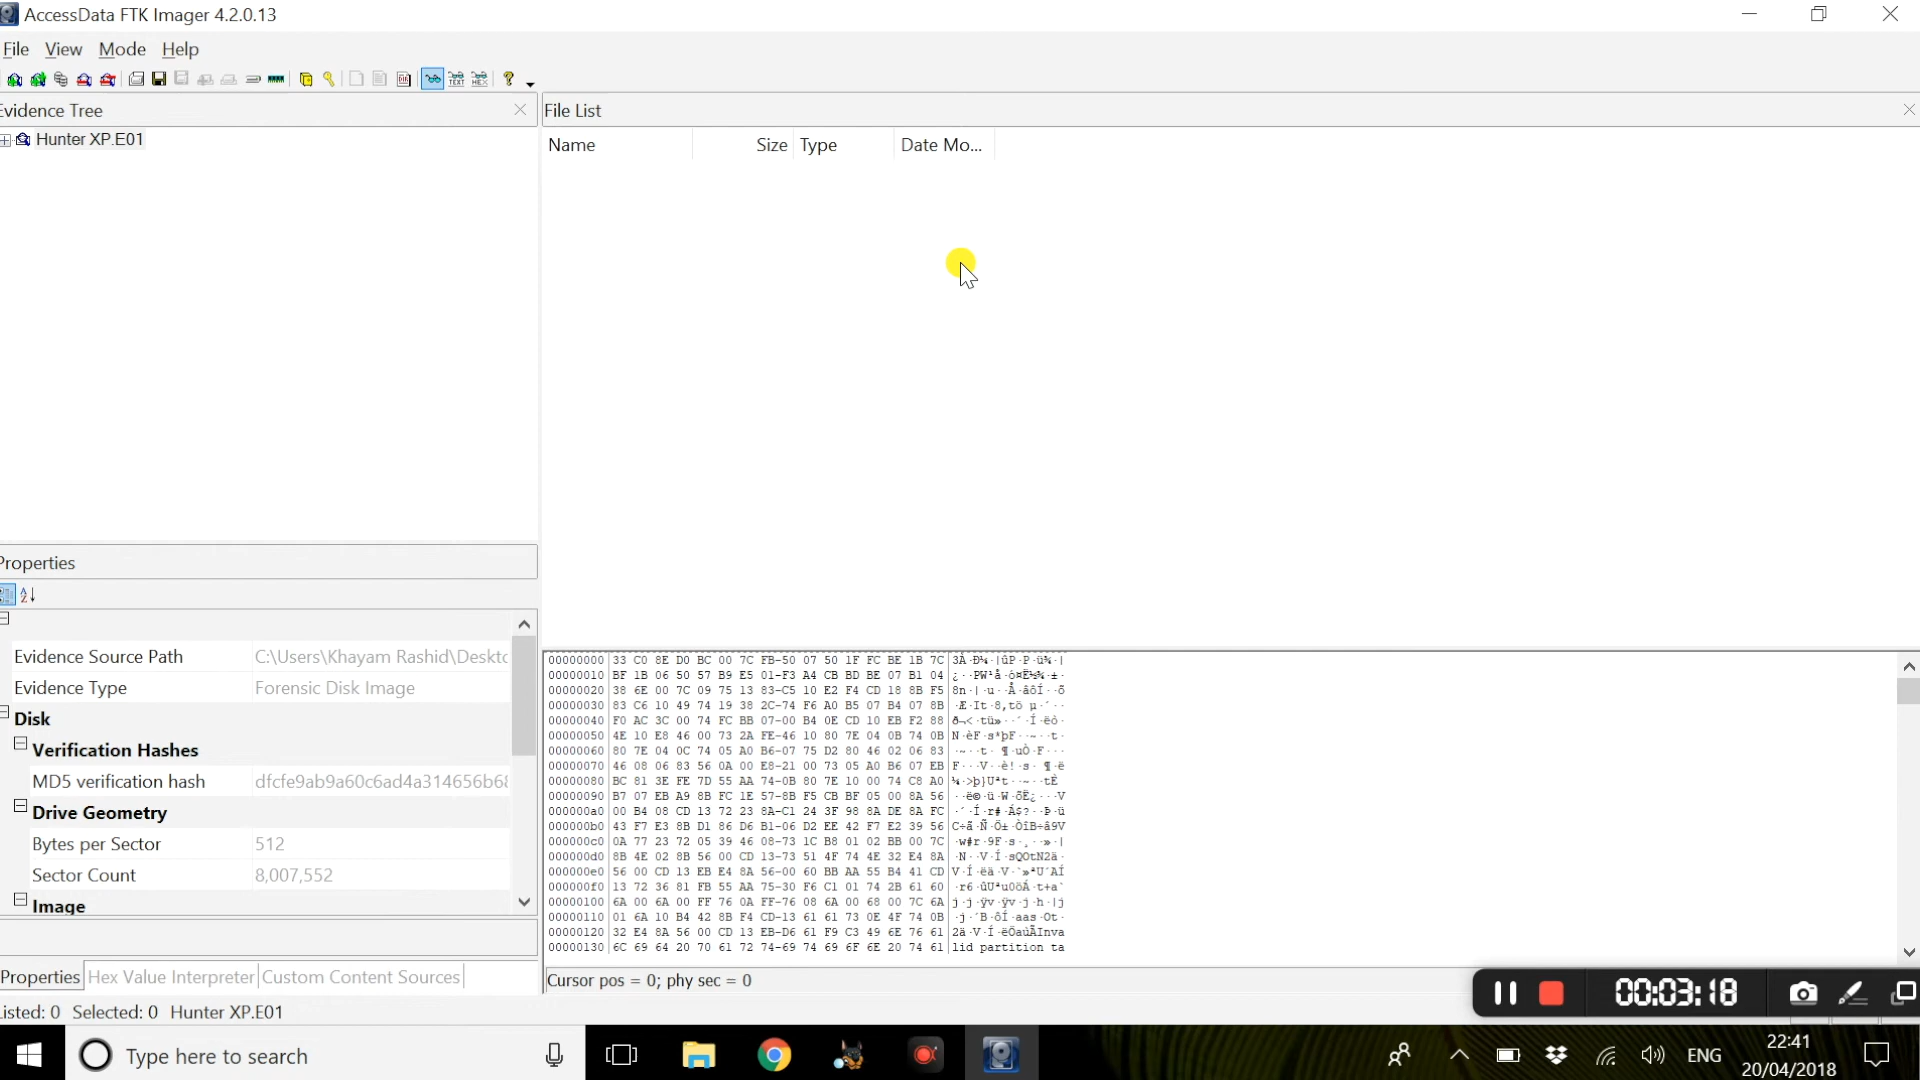 AccessData FTK Imager 4.2.0.13
File View Mode Help
Evidence Tree
File List
Hunter XP.E01
Name Size Type Date Mo...
Properties
Evidence Source Path C:\Users\Khayam Rashid\Deskto
Evidence Type Forensic Disk Image
Disk
Verification Hashes
MD5 verification hash dfcfe9ab9a60c6ad4a314656b68
Drive Geometry
Bytes per Sector 512
Sector Count 8,007,552
Image
Properties Hex Value Interpreter Custom Content Sources
00000000 33 C0 8E D0 BC 00 7C FB-50 07 50 1F FC BE 1B 7C
00000010 BF 1B 06 50 57 B9 E5 01-F3 A4 CB BD BE 07 B1 04
00000020 38 6E 00 7C 09 75 13 83-C5 10 E2 F4 CD 18 8B F5
00000030 83 C6 10 49 74 19 38 2C-74 F6 A0 B5 07 B4 07 8B
00000040 F0 AC 3C 00 74 FC BB 07-00 B4 0E CD 10 EB F2 88
00000050 4E 10 E8 46 00 73 2A FE-46 10 80 7E 04 0B 74 0B
00000060 80 7E 04 0C 74 05 A0 B6-07 75 D2 80 46 02 06 83
00000070 46 08 06 83 56 0A 00 E8-21 00 73 05 A0 B6 07 EB
00000080 BC 81 3E FE 7D 55 AA 74-0B 80 7E 10 00 74 C8 A0
00000090 B7 07 EB A9 8B FC 1E 57-8B F5 CB BF 05 00 8A 56
000000a0 00 B4 08 CD 13 72 23 8A-C1 24 3F 98 8A DE 8A FC
000000b0 43 F7 E3 8B D1 86 D6 B1-06 D2 EE 42 F7 E2 39 56
000000c0 0A 77 23 72 05 39 46 08-73 1C B8 01 02 BB 00 7C
000000d0 8B 4E 02 8B 56 00 CD 13-73 51 4F 74 4E 32 E4 8A
000000e0 56 00 CD 13 EB E4 8A 56-00 60 BB AA 55 B4 41 CD
000000f0 13 72 36 81 FB 55 AA 75-30 F6 C1 01 74 2B 61 60
00000100 6A 00 6A 00 FF 76 0A FF-76 08 6A 00 68 00 7C 6A
00000110 01 6A 10 B4 42 8B F4 CD-13 61 61 73 0E 4F 74 0B
00000120 32 E4 8A 56 00 CD 13 EB-D6 61 F9 C3 49 6E 76 61
00000130 6C 69 64 20 70 61 72 74-69 74 69 6F 6E 20 74 61 lid partition ta
Cursor pos = 0; phy sec = 0
Listed: 0 Selected: 0 Hunter XP.E01
00:03:18
Type here to search
ENG
22:41
20/04/2018